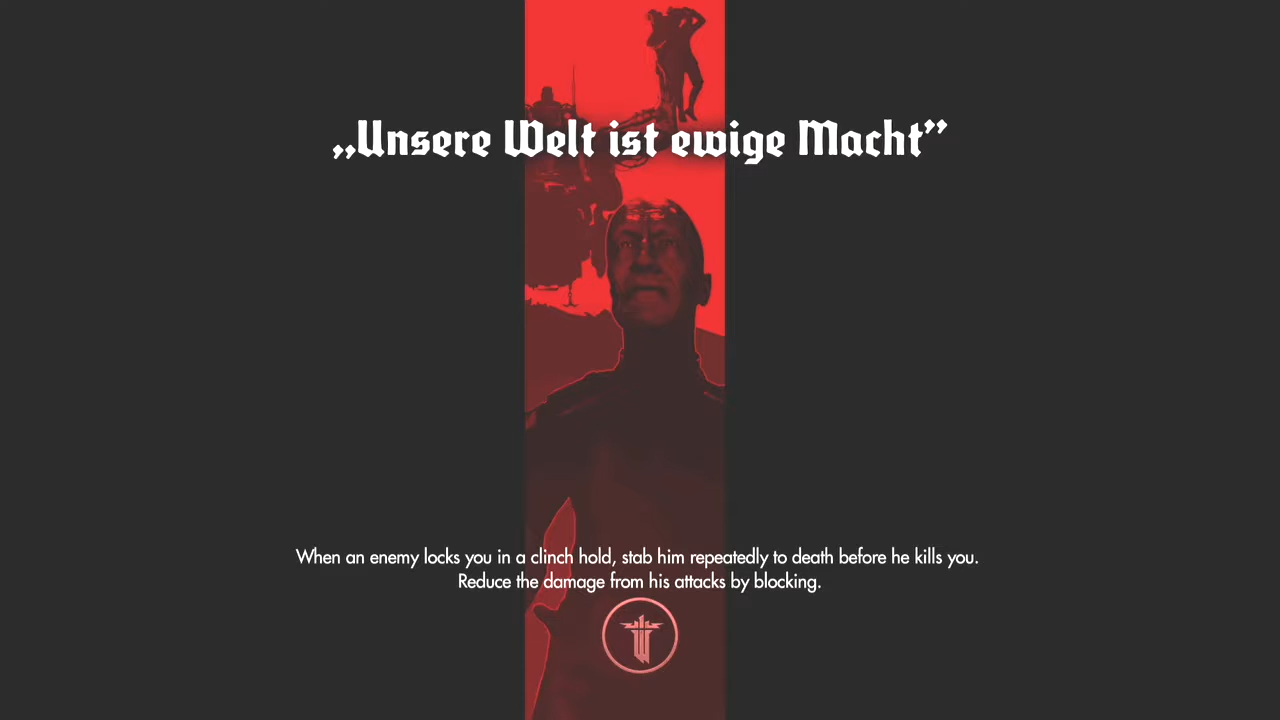 „Unsere Welt ist ewige Macht”
When an enemy locks you in a clinch hold, stab him repeatedly to death before he kills you.
Reduce the damage from his attacks by blocking.